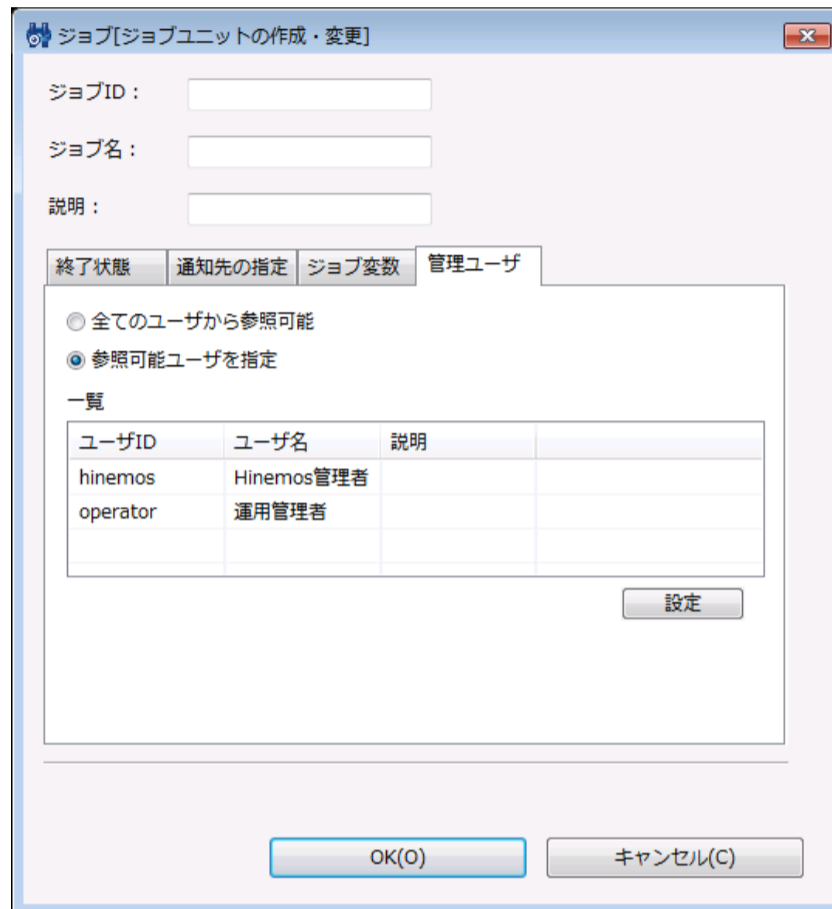 ジョブ[ジョブユニットの作成・変更]
ジョブID：
ジョブ名：
説明：
終了状態 通知先の指定 ジョブ変数 管理ユーザ
全てのユーザから参照可能
参照可能ユーザを指定
一覧
ユーザID ユーザ名 説明
hinemos Hinemos管理者
operator 運用管理者
設定
OK(O) キャンセル(C)